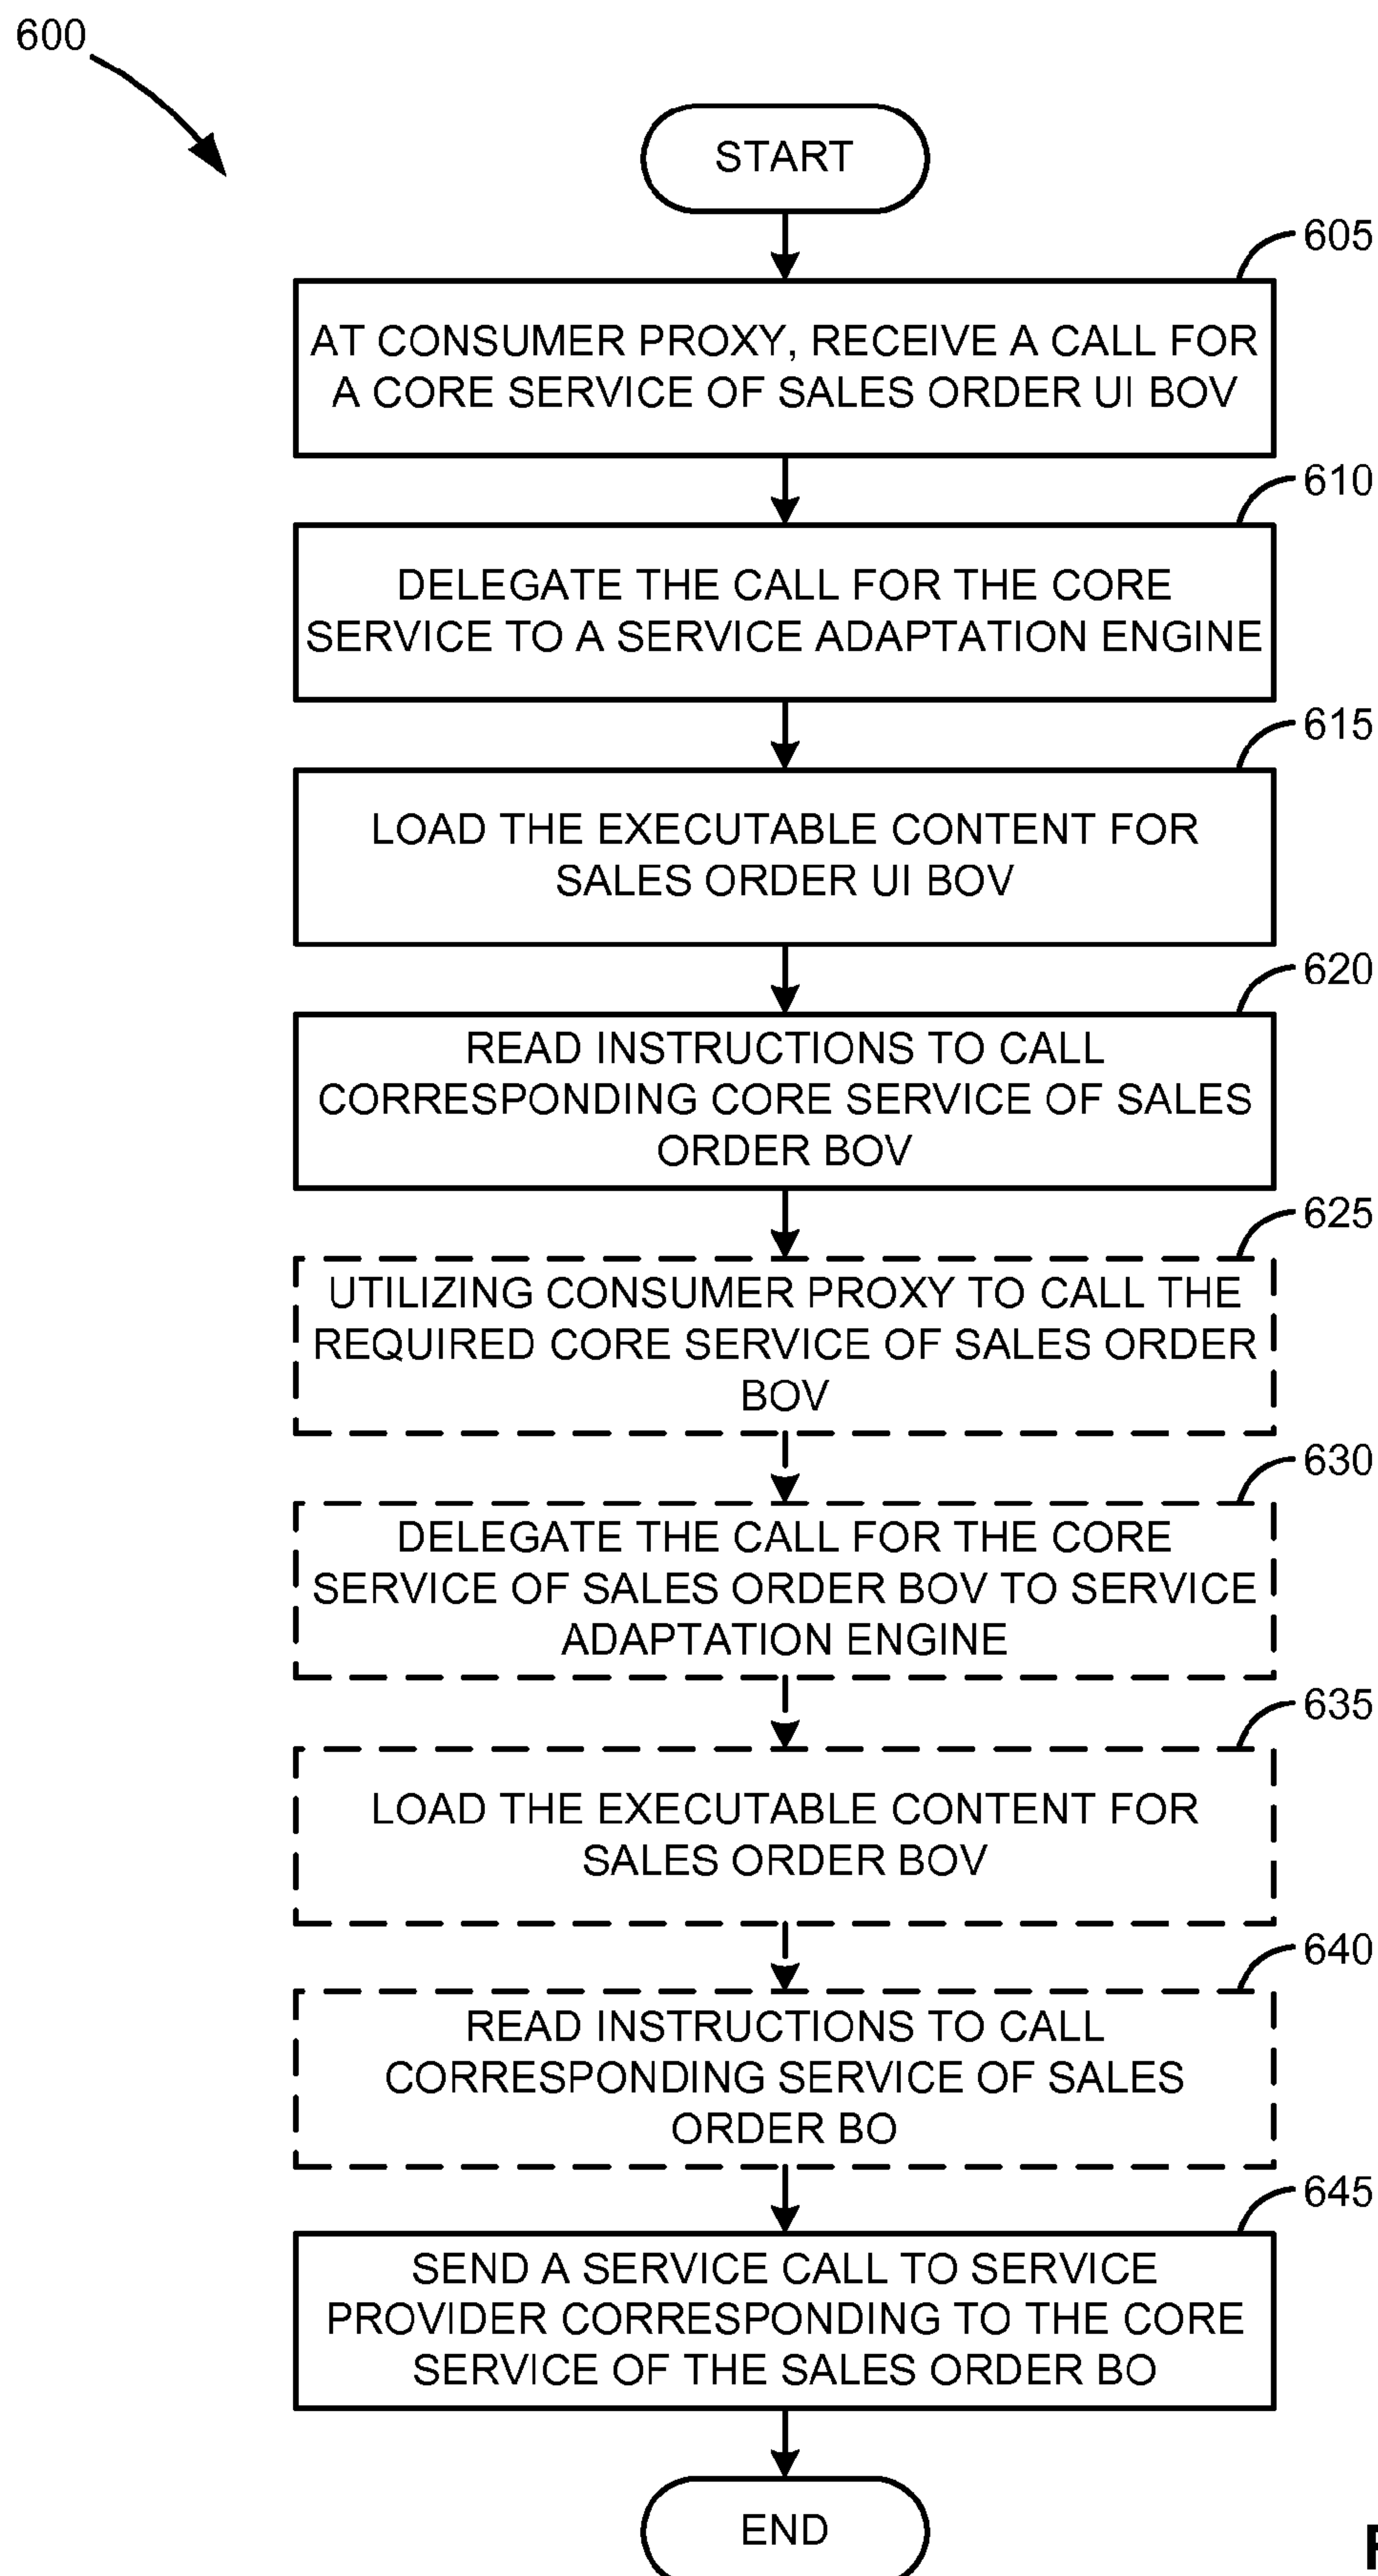 600
START
605
AT CONSUMER PROXY, RECEIVE A CALL FOR
A CORE SERVICE OF SALES ORDER UI BOV
610
DELEGATE THE CALL FOR THE CORE
SERVICE TO A SERVICE ADAPTATION ENGINE
615
LOAD THE EXECUTABLE CONTENT FOR
SALES ORDER UI BOV
620
READ INSTRUCTIONS TO CALL
CORRESPONDING CORE SERVICE OF SALES
ORDER BOV
625
UTILIZING CONSUMER PROXY TO CALL THE
REQUIRED CORE SERVICE OF SALES ORDER
BOV
630
DELEGATE THE CALL FOR THE CORE
SERVICE OF SALES ORDER BOV TO SERVICE
ADAPTATION ENGINE
635
LOAD THE EXECUTABLE CONTENT FOR
SALES ORDER BOV
640
READ INSTRUCTIONS TO CALL
CORRESPONDING SERVICE OF SALES
ORDER BO
645
SEND A SERVICE CALL TO SERVICE
PROVIDER CORRESPONDING TO THE CORE
SERVICE OF THE SALES ORDER BO
END